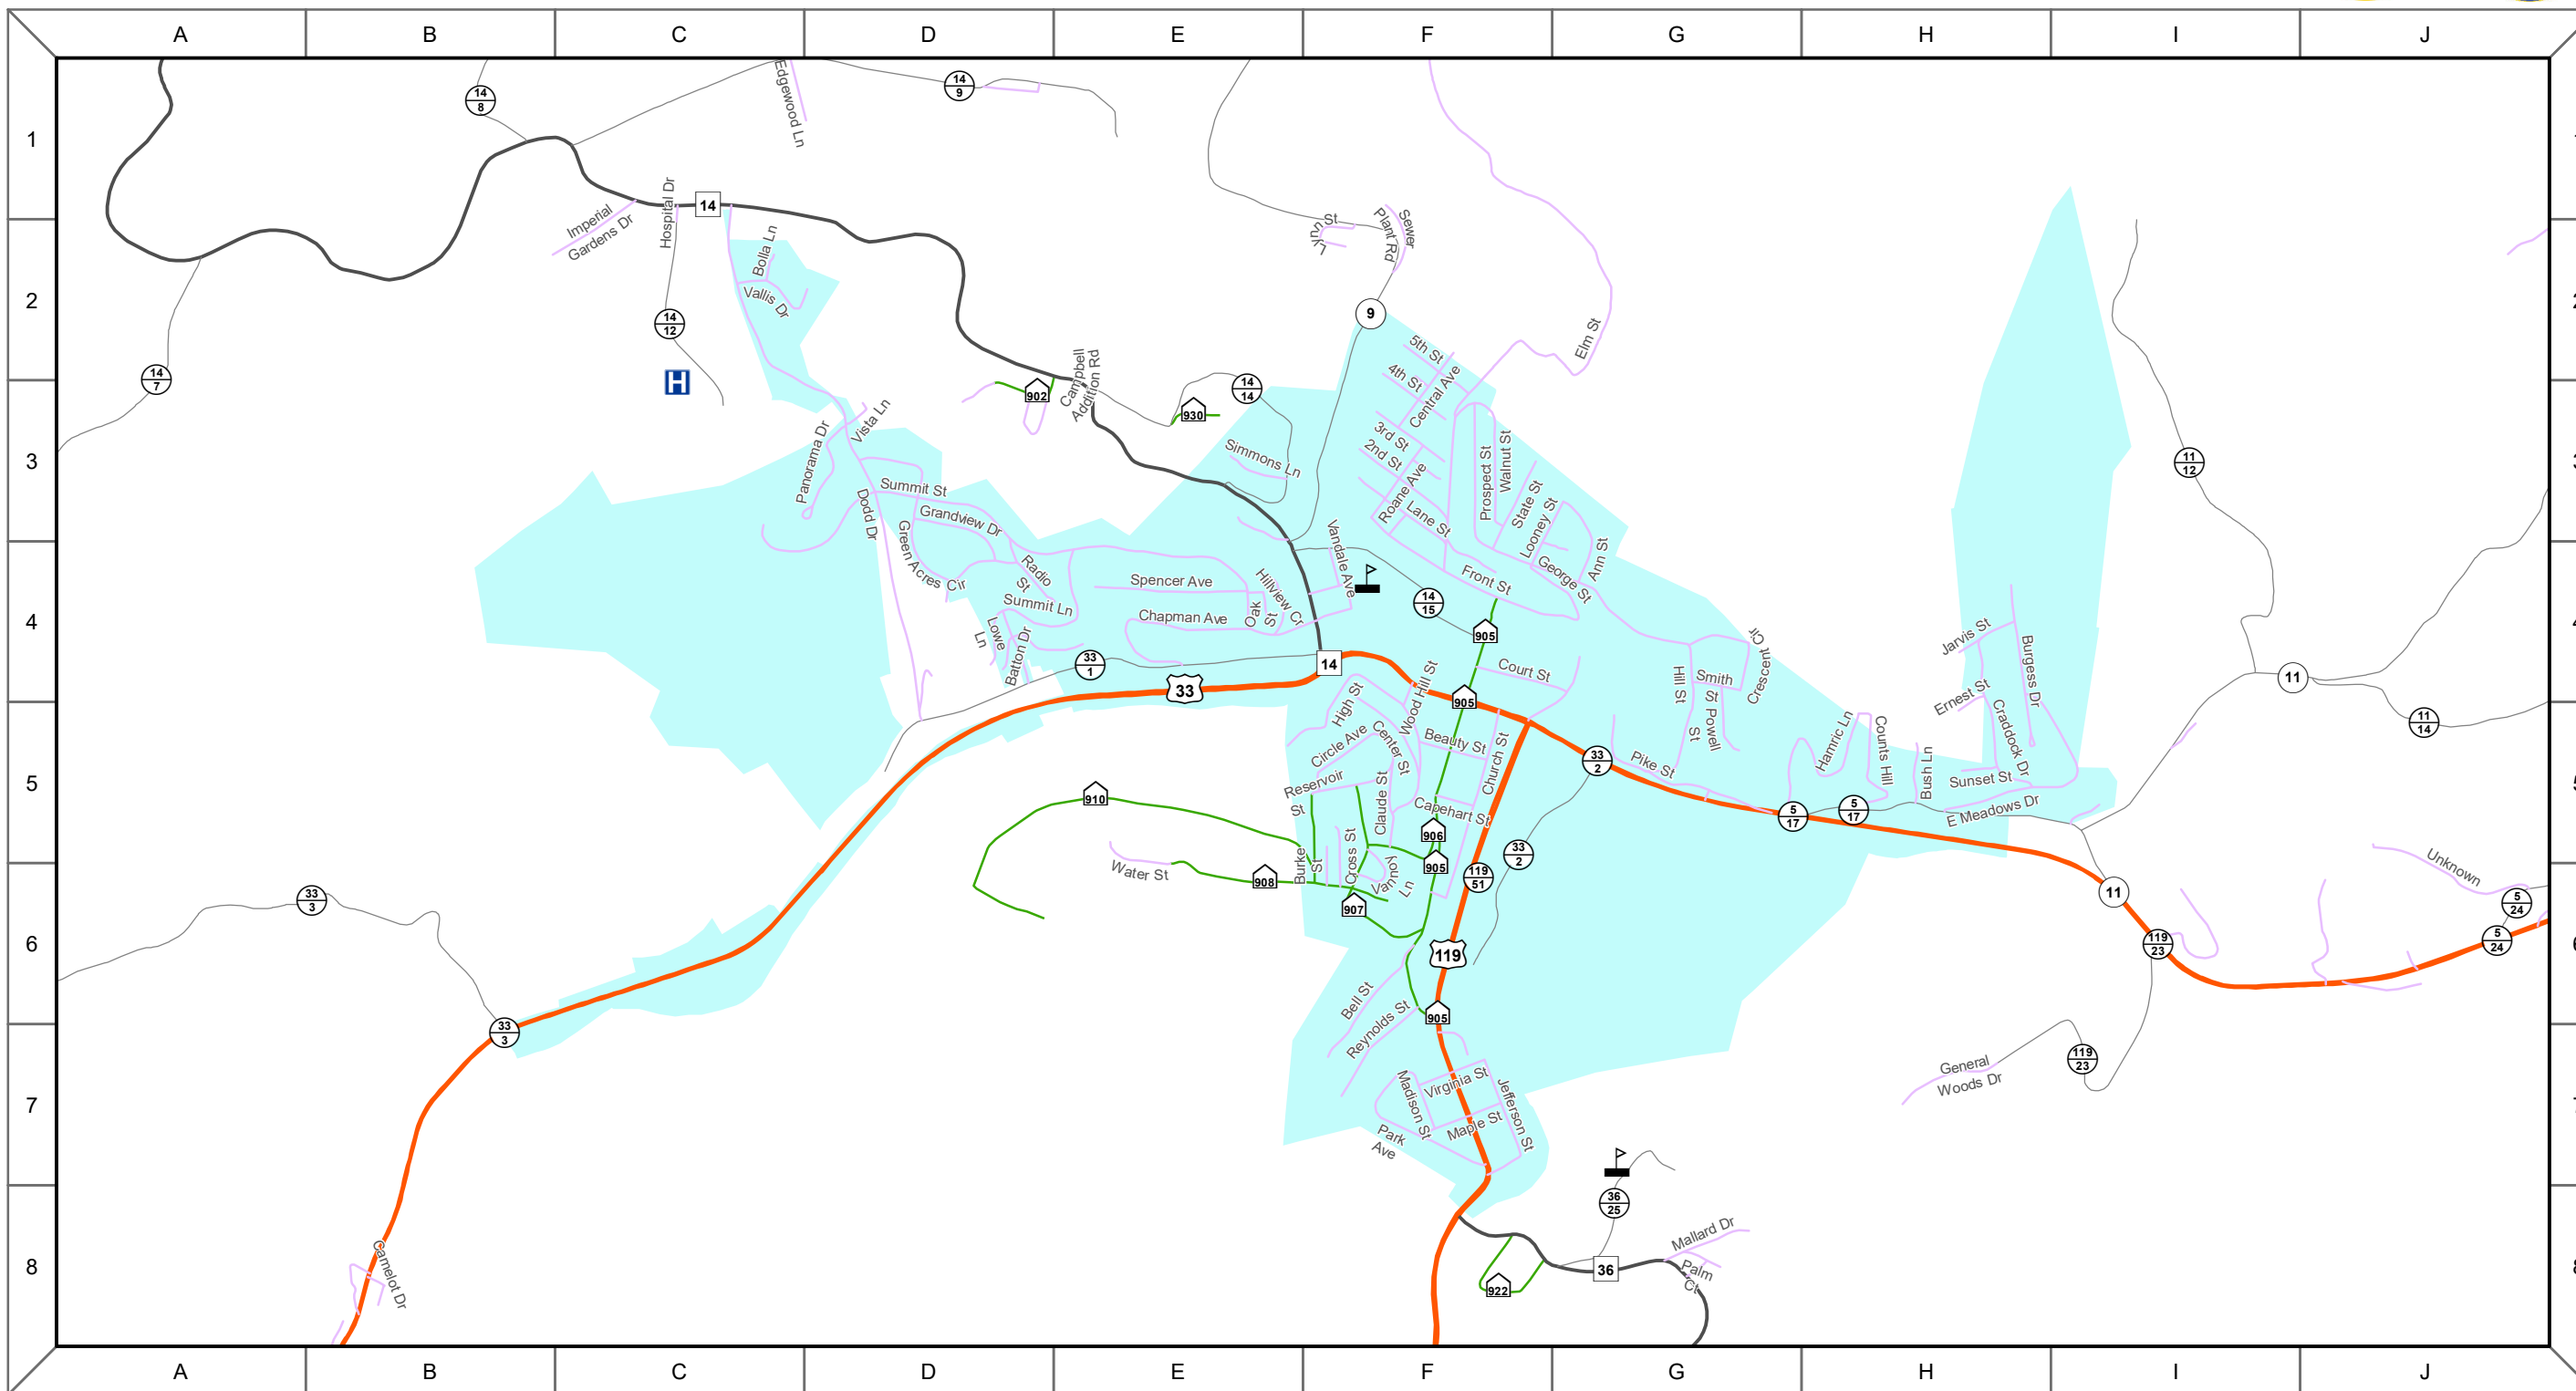 A B C D E F G H I J
1
2
3
4
5
6
7
8
14
8
14
9
Edgewood Ln
14
Hospital Dr
Imperial
Gardens Dr
Bolla Ln
Vallis Dr
14
12
H
14
7
Lynn St
Sewer
Plant Rd
9
Elm St
902
Campbell
Addition Rd
930
14
14
Simmons Ln
Vista Ln
Panorama Dr
Dodd Dr
Summit St
Grandview Dr
Green Acres Cir
Radio
St
Summit Ln
Lowe
Ln
Batton Dr
Spencer Ave
Chapman Ave
Oak
St
Hillview Cr
Vandale Ave
5th St
4th St
Central Ave
3rd St
2nd St
Roane Ave
Lane St
Prospect St
Walnut St
State St
Looney St
George St
Ann St
Front St
14
15
905
33
1
33
14
Court St
905
Hill St
Smith
St
Powell
St
Crescent Cir
High St
Wood Hill St
Circle Ave
Center St
Beauty St
Church St
Reservoir
St
Claude St
Capehart St
33
2
Pike St
Hamric Ln
Counts Hill
Bush Ln
Jarvis St
Ernest St
Burgess Dr
Craddock Dr
Sunset St
E Meadows Dr
5
17
5
17
11
12
11
11
14
910
906
905
33
2
119
51
Burke
St
Cross St
Vannoy
Ln
Water St
908
907
119
905
Bell St
Reynolds St
33
3
33
3
11
119
23
Unknown
5
24
5
24
119
23
General
Woods Dr
Virginia St
Madison St
Maple St
Jefferson St
Park
Ave
36
25
Mallard Dr
Palm
Ct
36
922
Camelot Dr
A B C D E F G H I J